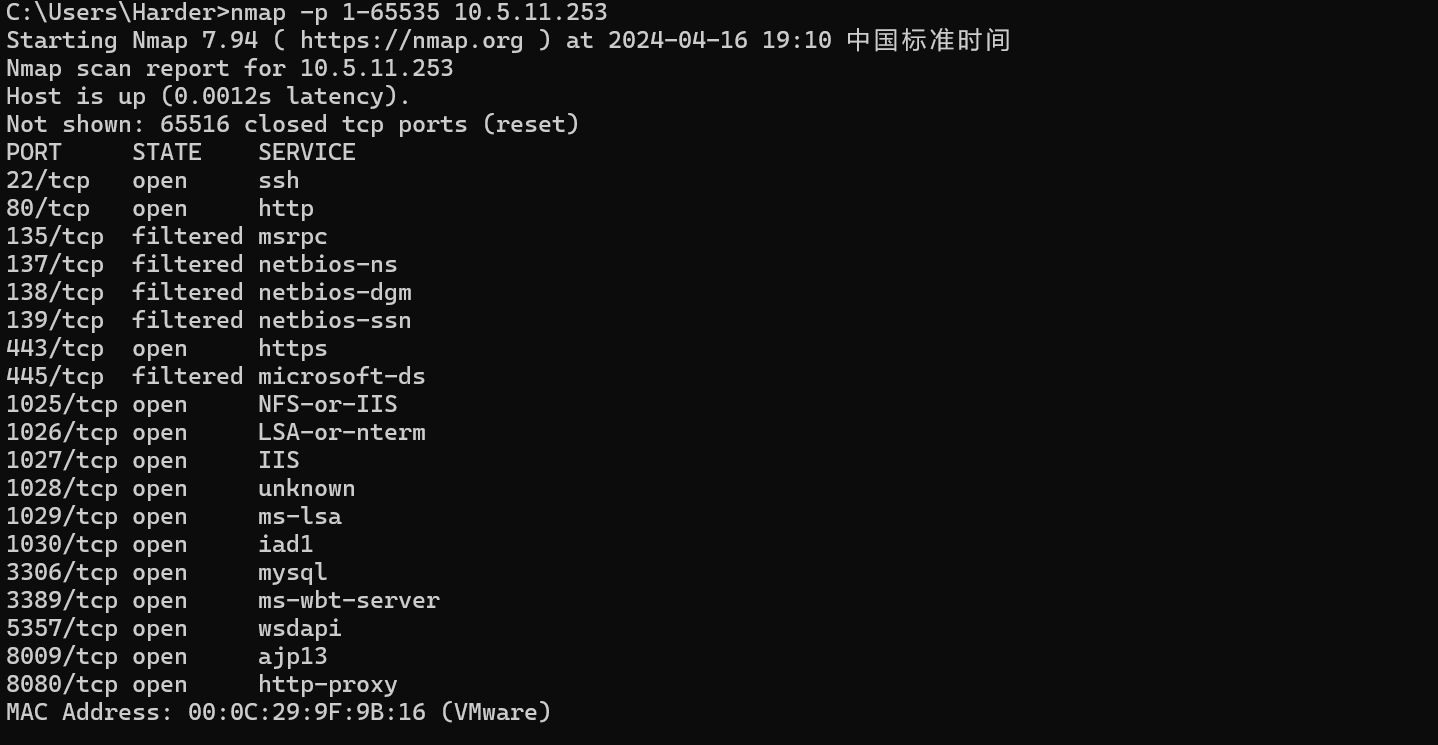 C:\Users\Harder>nmap -p 1-65535 10.5.11.253
Starting Nmap 7.94 ( https://nmap.org ) at 2024-04-16 19:10 中国标准时间
Nmap scan report for 10.5.11.253
Host is up (0.0012s latency).
Not shown: 65516 closed tcp ports (reset)
PORT     STATE    SERVICE
22/tcp   open     ssh
80/tcp   open     http
135/tcp  filtered msrpc
137/tcp  filtered netbios-ns
138/tcp  filtered netbios-dgm
139/tcp  filtered netbios-ssn
443/tcp  open     https
445/tcp  filtered microsoft-ds
1025/tcp open     NFS-or-IIS
1026/tcp open     LSA-or-nterm
1027/tcp open     IIS
1028/tcp open     unknown
1029/tcp open     ms-lsa
1030/tcp open     iad1
3306/tcp open     mysql
3389/tcp open     ms-wbt-server
5357/tcp open     wsdapi
8009/tcp open     ajp13
8080/tcp open     http-proxy
MAC Address: 00:0C:29:9F:9B:16 (VMware)